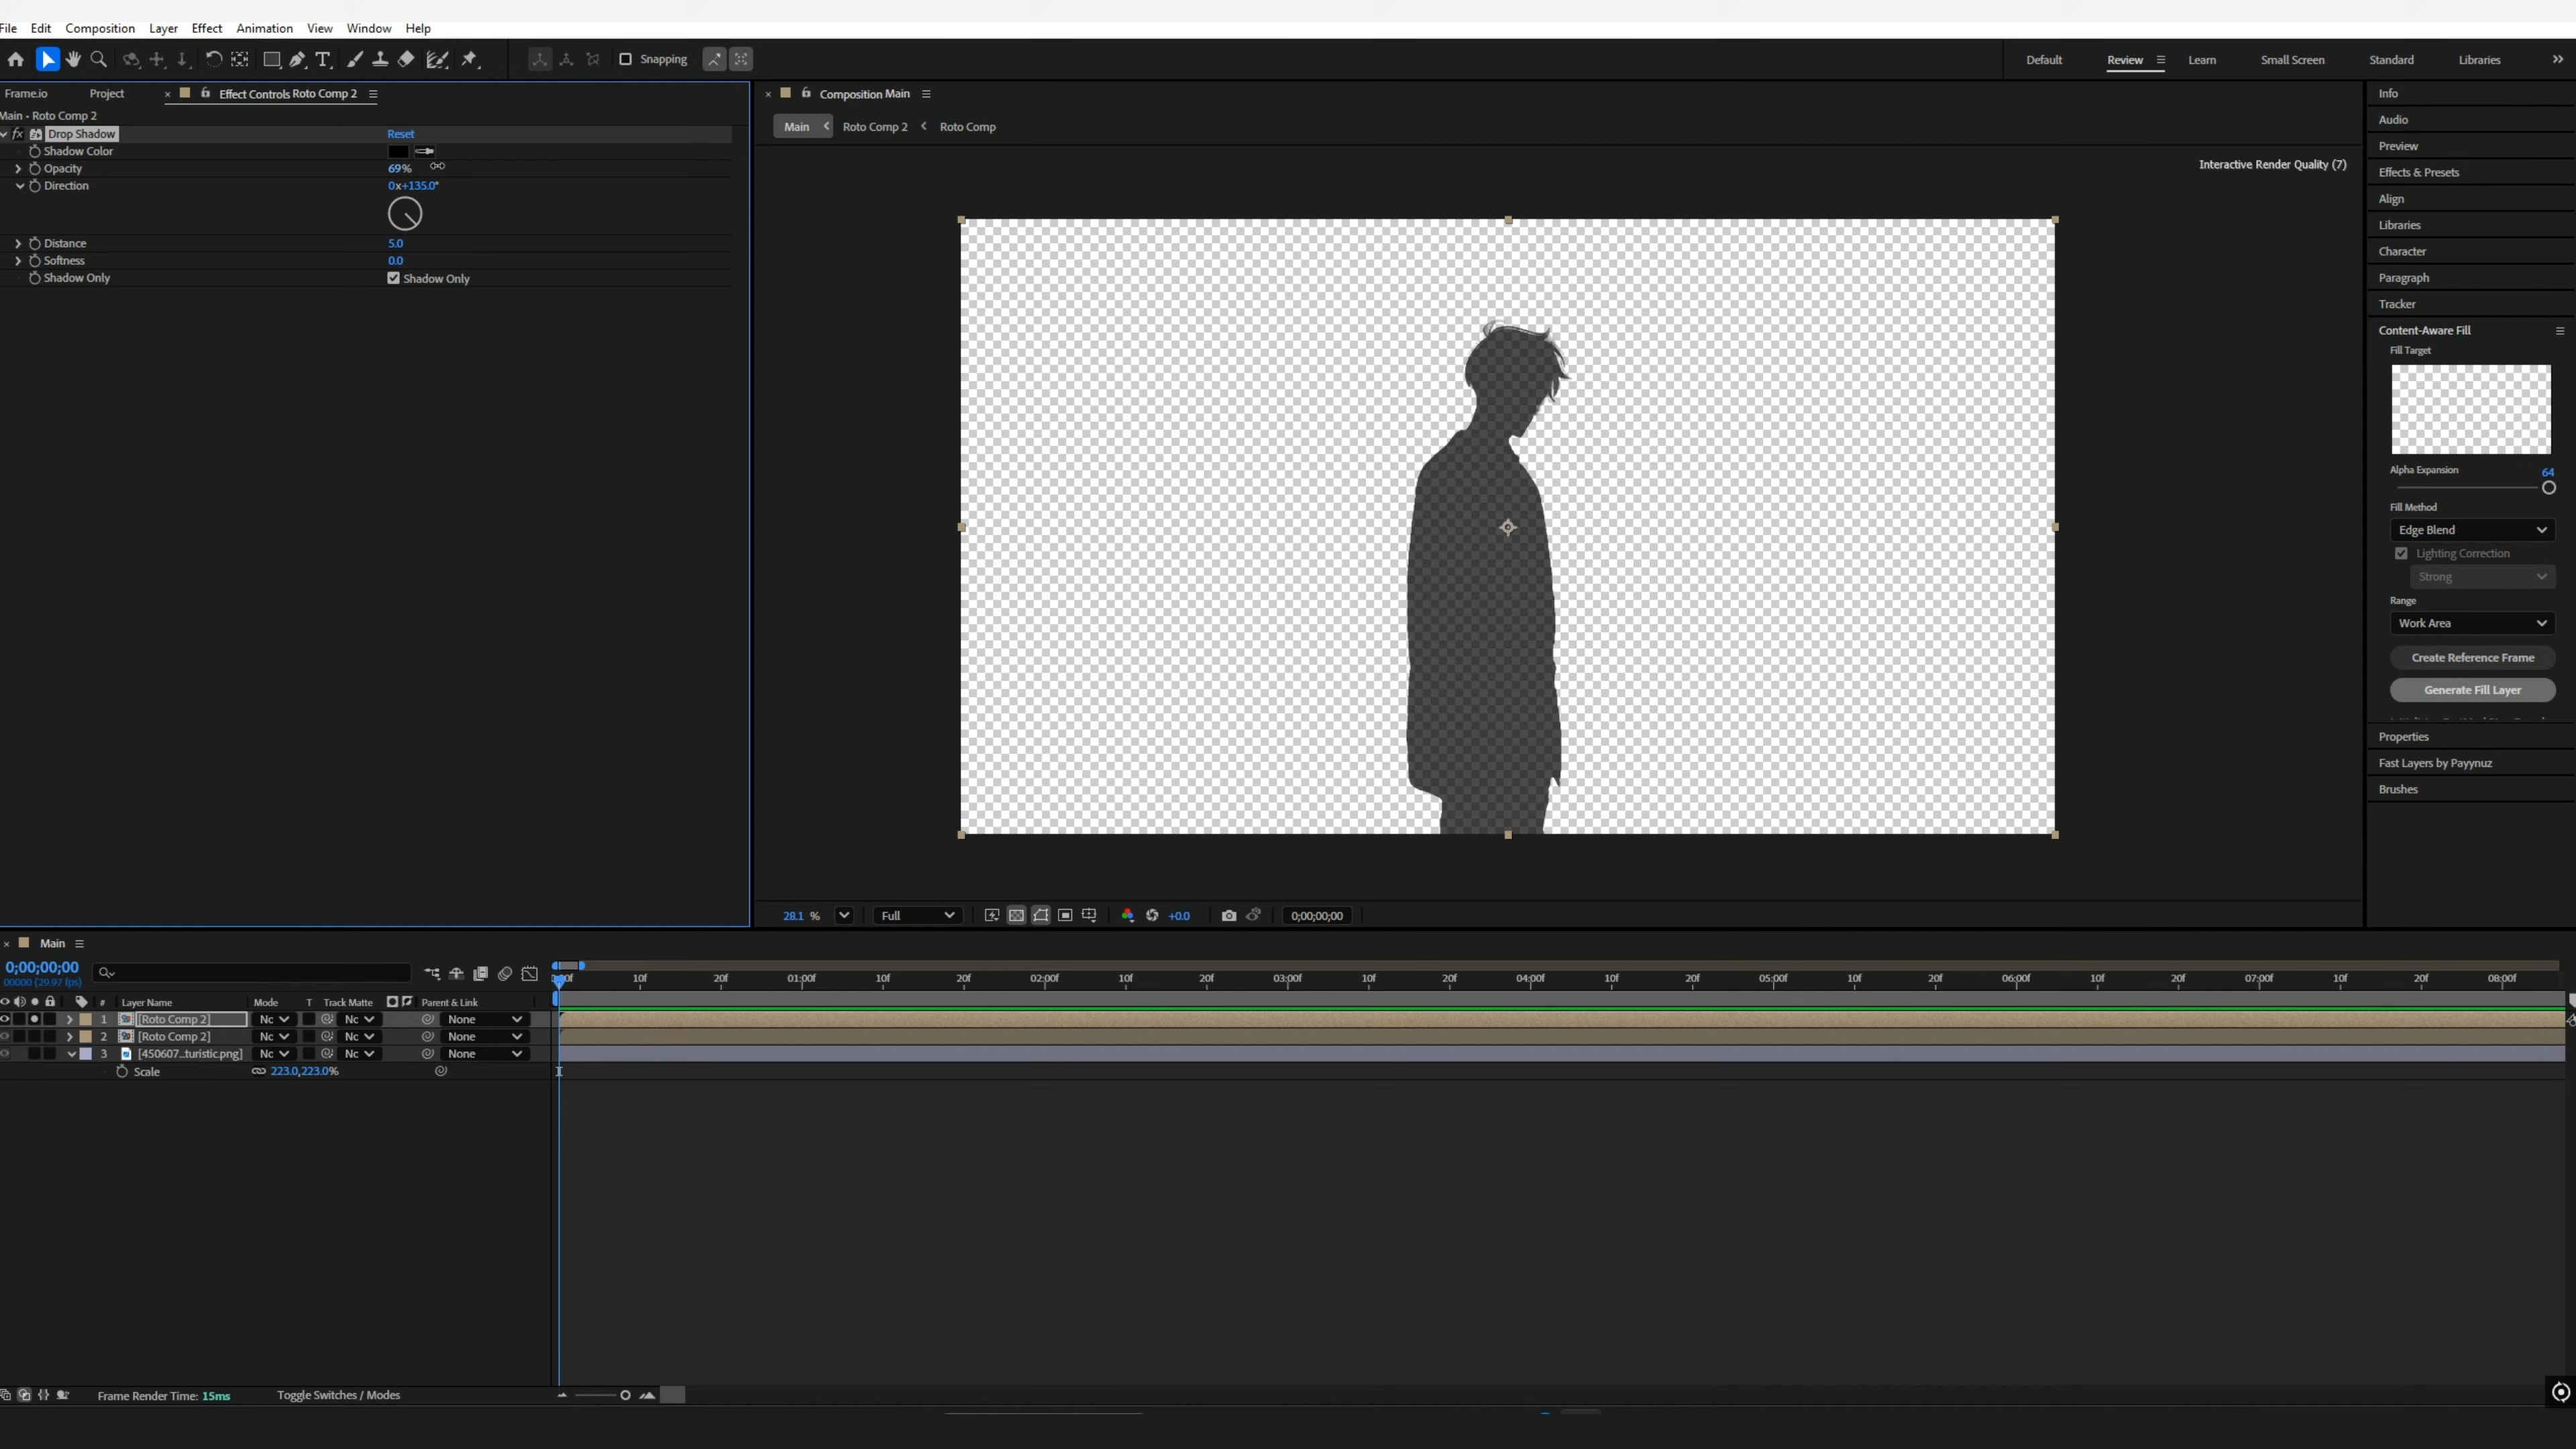 File Edit Composition Layer Effect Animation View Window Help
Snapping
Default Review Learn Small Screen Standard Libraries
Frame.io Project Effect Controls Roto Comp 2
Main • Roto Comp 2
fx Drop Shadow Reset
Shadow Color
Opacity 69%
Direction 0x+135.0°
Distance 5.0
Softness 0.0
Shadow Only Shadow Only
Composition Main
Main Roto Comp 2 Roto Comp
Interactive Render Quality (7)
28.1 % Full +0.0 0;00;00;00
Info
Audio
Preview
Effects & Presets
Align
Libraries
Character
Paragraph
Tracker
Content-Aware Fill
Fill Target
Alpha Expansion 64
Fill Method
Edge Blend
Lighting Correction
Strong
Range
Work Area
Create Reference Frame
Generate Fill Layer
Properties
Fast Layers by Payynuz
Brushes
Main
0;00;00;00
00000 (29.97 fps)
10f 20f 01:00f 10f 20f 02:00f 10f 20f 03:00f 10f 20f 04:00f 10f 20f 05:00f 10f 20f 06:00f 10f 20f 07:00f 10f 20f 08:00f
# Layer Name Mode T Track Matte Parent & Link
1 [Roto Comp 2] Nc Nc None
2 [Roto Comp 2] Nc Nc None
3 [450607...turistic.png] Nc Nc None
Scale 223.0,223.0%
Frame Render Time: 15ms Toggle Switches / Modes